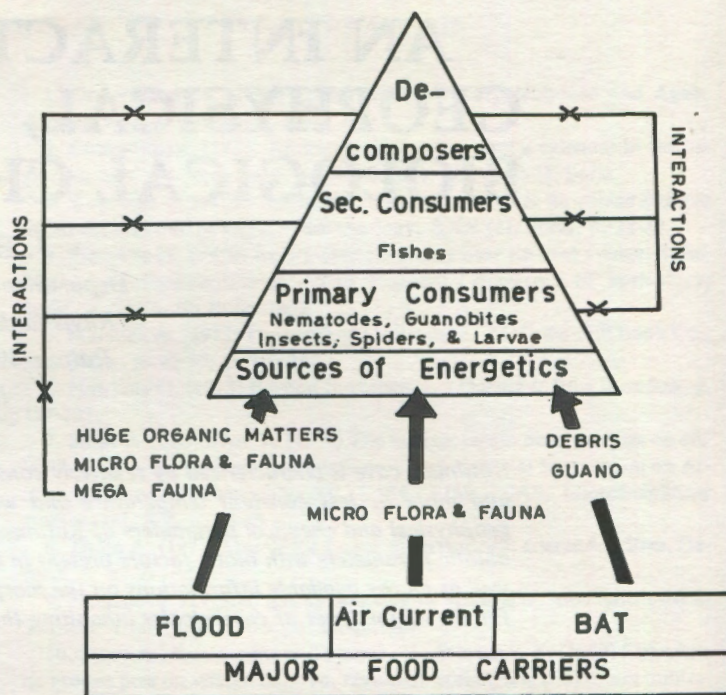 De-
composers
Sec. Consumers
Fishes
Primary Consumers
Nematodes, Guanobites
Insects, Spiders, & Larvae
Sources of Energetics
INTERACTIONS
INTERACTIONS
HUGE ORGANIC MATTERS
MICRO FLORA & FAUNA
MEGA FAUNA
MICRO FLORA & FAUNA
DEBRIS
GUANO
FLOOD
Air Current
BAT
MAJOR FOOD CARRIERS